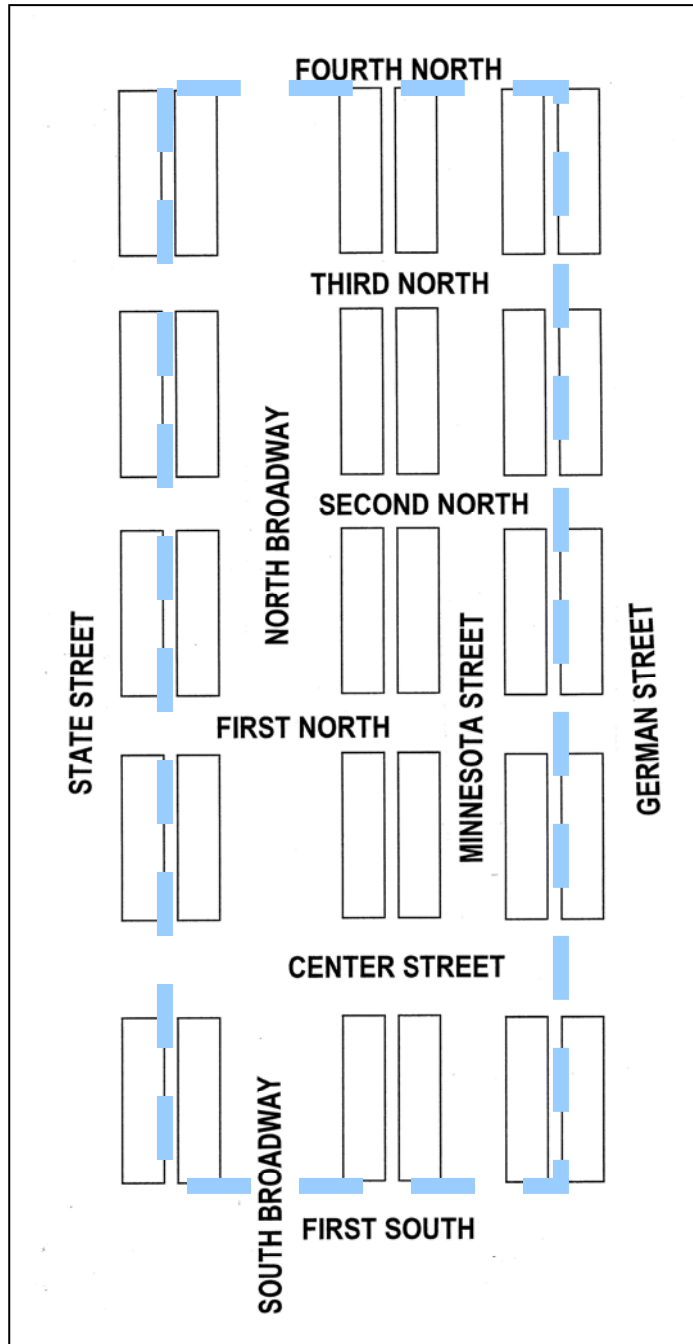 FOURTH NORTH
THIRD NORTH
NORTH BROADWAY
SECOND NORTH
STATE STREET
MINNESOTA STREET
GERMAN STREET
FIRST NORTH
CENTER STREET
SOUTH BROADWAY
FIRST SOUTH